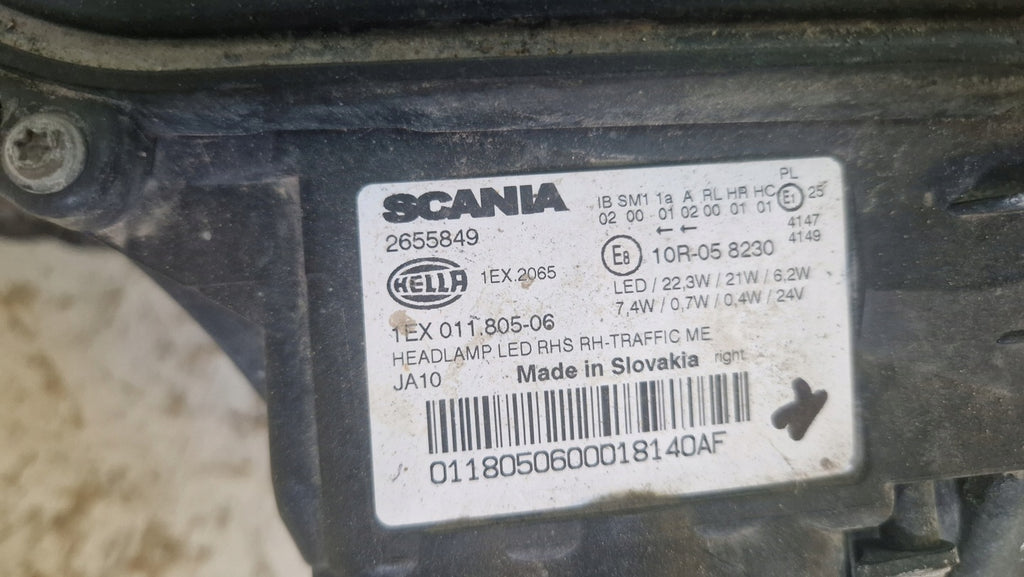 SCANIA
2655849
HELLA 1EX.2065
1EX 011.805-06
HEADLAMP LED RHS RH-TRAFFIC ME
JA10 Made in Slovakia right
0118050600D18140AF
PL
IB SM1 1a A RL HR HC E1 25
02 00 01 02 00 01 01
← ←
4147
4149
E8 10R-05 8230
LED / 22,3W / 21W / 6,2W
7,4W / 0,7W / 0,4W / 24V